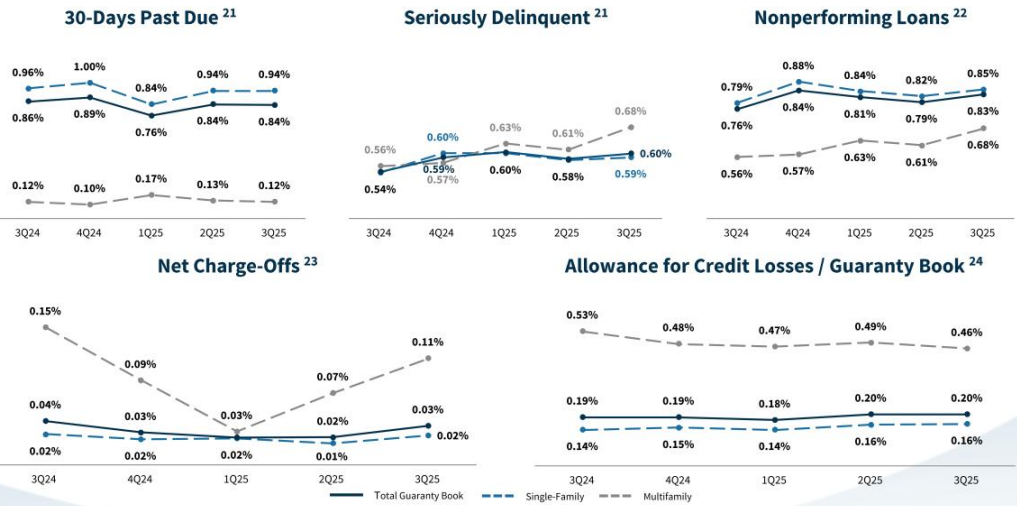 30-Days Past Due 21
0.96% 1.00% 0.84% 0.94% 0.94%
0.86% 0.89% 0.76% 0.84% 0.84%
0.12% 0.10% 0.17% 0.13% 0.12%
3Q24 4Q24 1Q25 2Q25 3Q25
Seriously Delinquent 21
0.56% 0.60% 0.63% 0.61% 0.68%
0.54% 0.59% 0.60% 0.58% 0.60%
0.57% 0.59%
3Q24 4Q24 1Q25 2Q25 3Q25
Nonperforming Loans 22
0.79% 0.88% 0.84% 0.82% 0.85%
0.76% 0.84% 0.81% 0.79% 0.83%
0.56% 0.57% 0.63% 0.61% 0.68%
3Q24 4Q24 1Q25 2Q25 3Q25
Net Charge-Offs 23
0.15% 0.09% 0.03% 0.07% 0.11%
0.04% 0.03% 0.02% 0.03%
0.02% 0.02% 0.02% 0.01% 0.02%
3Q24 4Q24 1Q25 2Q25 3Q25
Allowance for Credit Losses / Guaranty Book 24
0.53% 0.48% 0.47% 0.49% 0.46%
0.19% 0.19% 0.18% 0.20% 0.20%
0.14% 0.15% 0.14% 0.16% 0.16%
3Q24 4Q24 1Q25 2Q25 3Q25
Total Guaranty Book Single-Family Multifamily